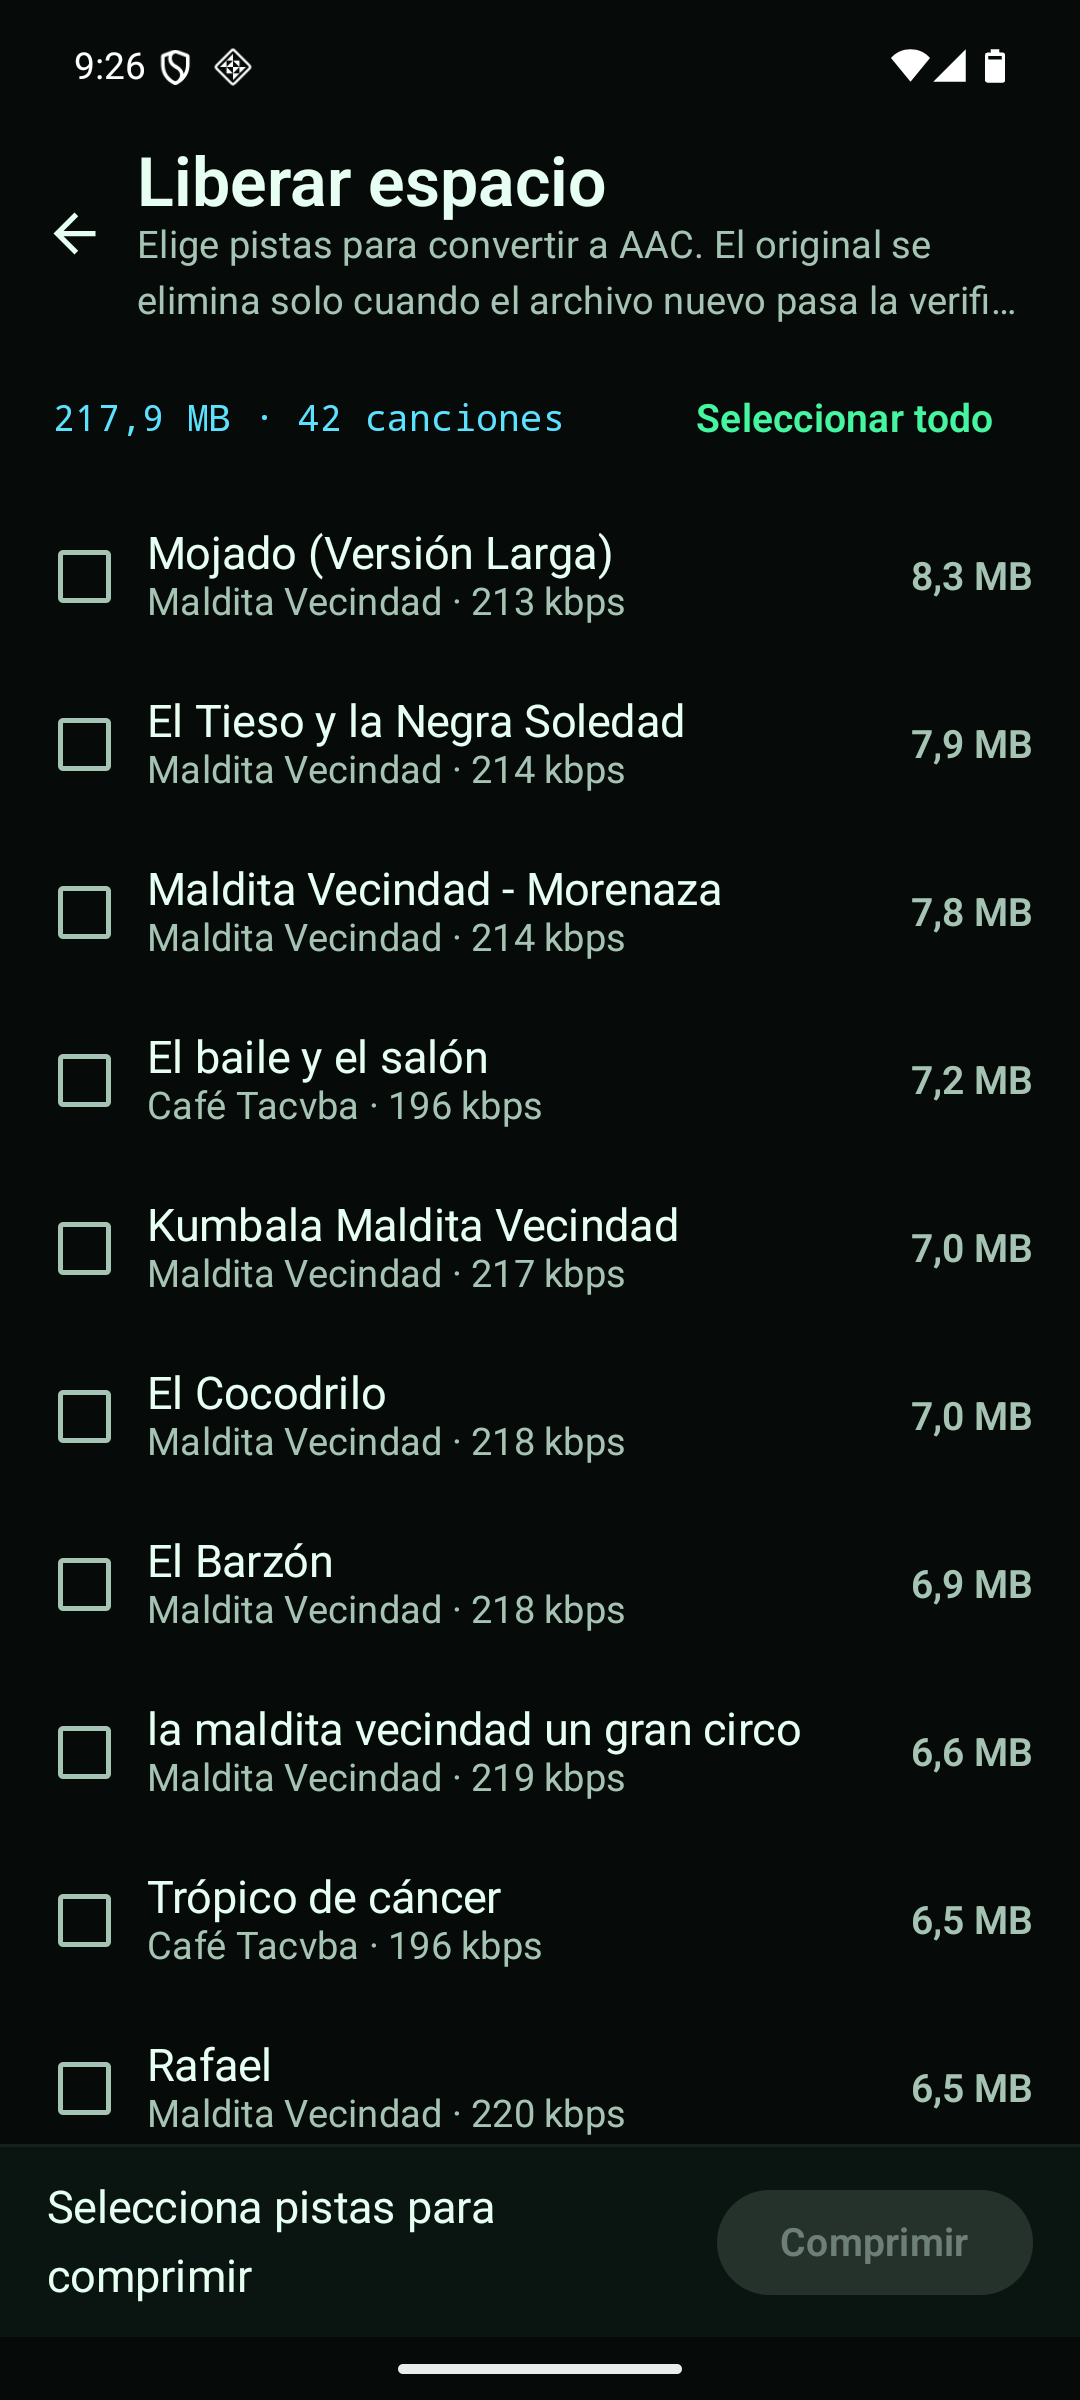 9:26
Liberar espacio
Elige pistas para convertir a AAC. El original se
elimina solo cuando el archivo nuevo pasa la verifi…
217,9 MB · 42 canciones
Seleccionar todo
Mojado (Versión Larga)
Maldita Vecindad · 213 kbps
8,3 MB
El Tieso y la Negra Soledad
Maldita Vecindad · 214 kbps
7,9 MB
Maldita Vecindad - Morenaza
Maldita Vecindad · 214 kbps
7,8 MB
El baile y el salón
Café Tacvba · 196 kbps
7,2 MB
Kumbala Maldita Vecindad
Maldita Vecindad · 217 kbps
7,0 MB
El Cocodrilo
Maldita Vecindad · 218 kbps
7,0 MB
El Barzón
Maldita Vecindad · 218 kbps
6,9 MB
la maldita vecindad un gran circo
Maldita Vecindad · 219 kbps
6,6 MB
Trópico de cáncer
Café Tacvba · 196 kbps
6,5 MB
Rafael
Maldita Vecindad · 220 kbps
6,5 MB
Selecciona pistas para
comprimir
Comprimir